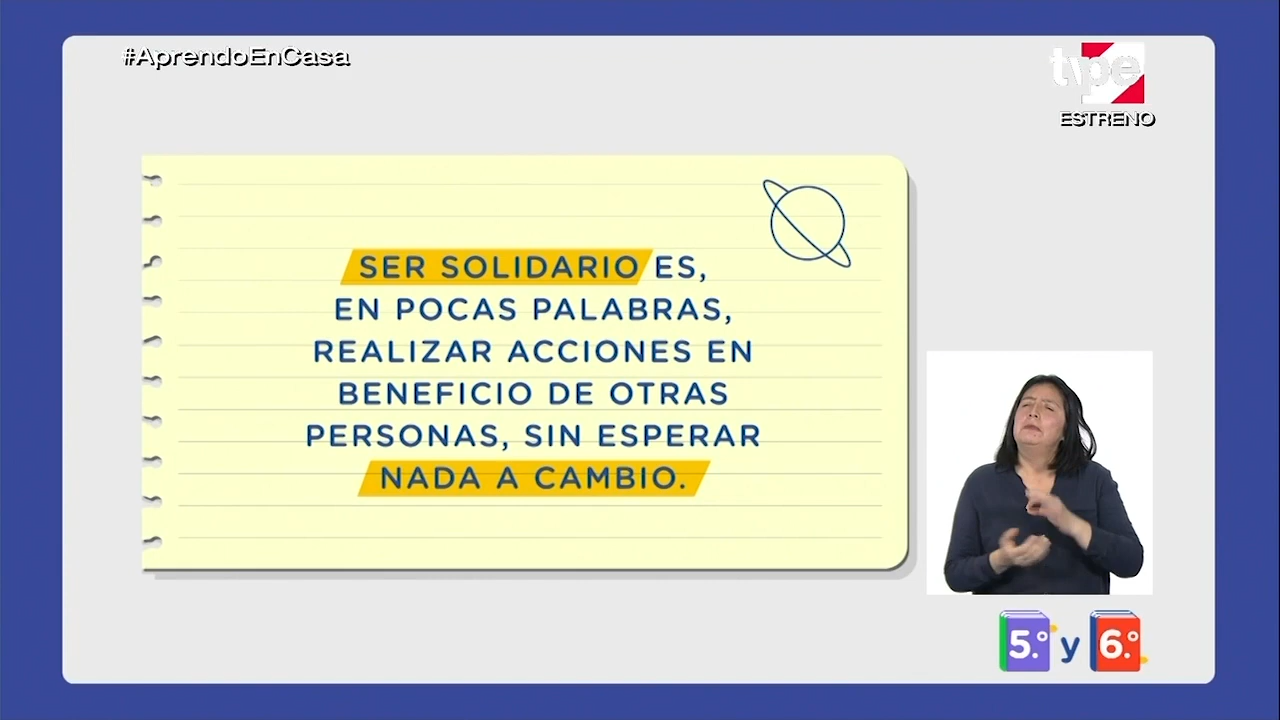 #AprendoEnCasa
tvpe
ESTRENO
SER SOLIDARIO ES,
EN POCAS PALABRAS,
REALIZAR ACCIONES EN
BENEFICIO DE OTRAS
PERSONAS, SIN ESPERAR
NADA A CAMBIO.
5.º y 6.º